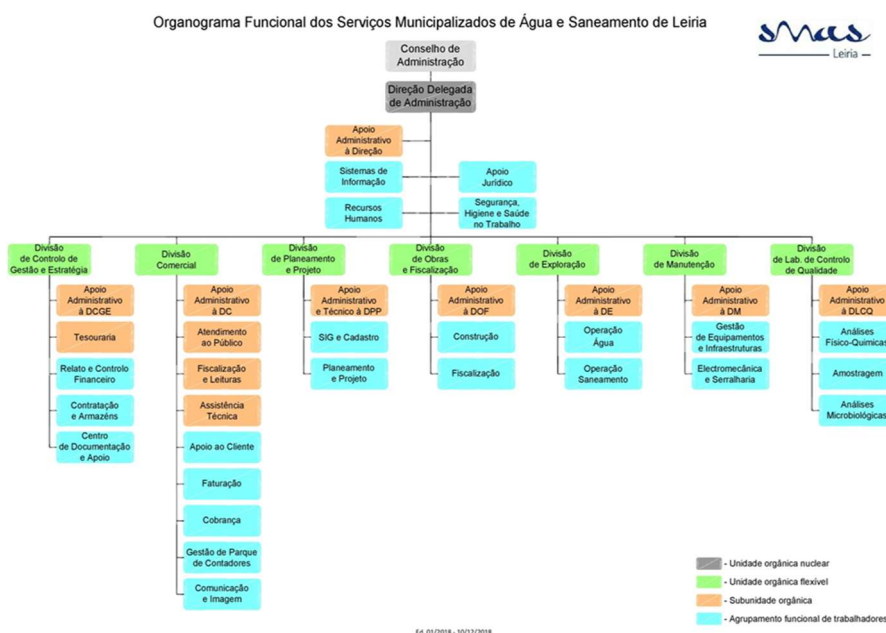 Organograma Funcional dos Serviços Municipalizados de Água e Saneamento de Leiria
smas
Leiria
Conselho de
Administração
Direção Delegada
de Administração
Apoio
Administrativo
à Direção
Sistemas de
Informação
Apoio
Jurídico
Recursos
Humanos
Segurança,
Higiene e Saúde
no Trabalho
Divisão
de Controlo de
Gestão e Estratégia
Divisão
Comercial
Divisão
de Planeamento
e Projeto
Divisão
de Obras
e Fiscalização
Divisão
de Exploração
Divisão
de Manutenção
Divisão
de Lab. de Controlo
de Qualidade
Apoio
Administrativo
à DCGE
Tesouraria
Relato e Controlo
Financeiro
Contratação
e Armazéns
Centro
de Documentação
e Apoio
Apoio
Administrativo
à DC
Atendimento
ao Público
Fiscalização
e Leituras
Assistência
Técnica
Apoio ao Cliente
Faturação
Cobrança
Gestão de Parque
de Contadores
Comunicação
e Imagem
Apoio
Administrativo
e Técnico à DPP
SIG e Cadastro
Planeamento
e Projeto
Apoio
Administrativo
à DOF
Construção
Fiscalização
Apoio
Administrativo
à DE
Operação
Água
Operação
Saneamento
Apoio
Administrativo
à DM
Gestão
de Equipamentos
e Infraestruturas
Electromecânica
e Serralharia
Apoio
Administrativo
à DLCQ
Análises
Físico-Químicas
Amostragem
Análises
Microbiológicas
- Unidade orgânica nuclear
- Unidade orgânica flexível
- Subunidade orgânica
- Agrupamento funcional de trabalhadores
Ed. 01/2018 - 10/12/2018